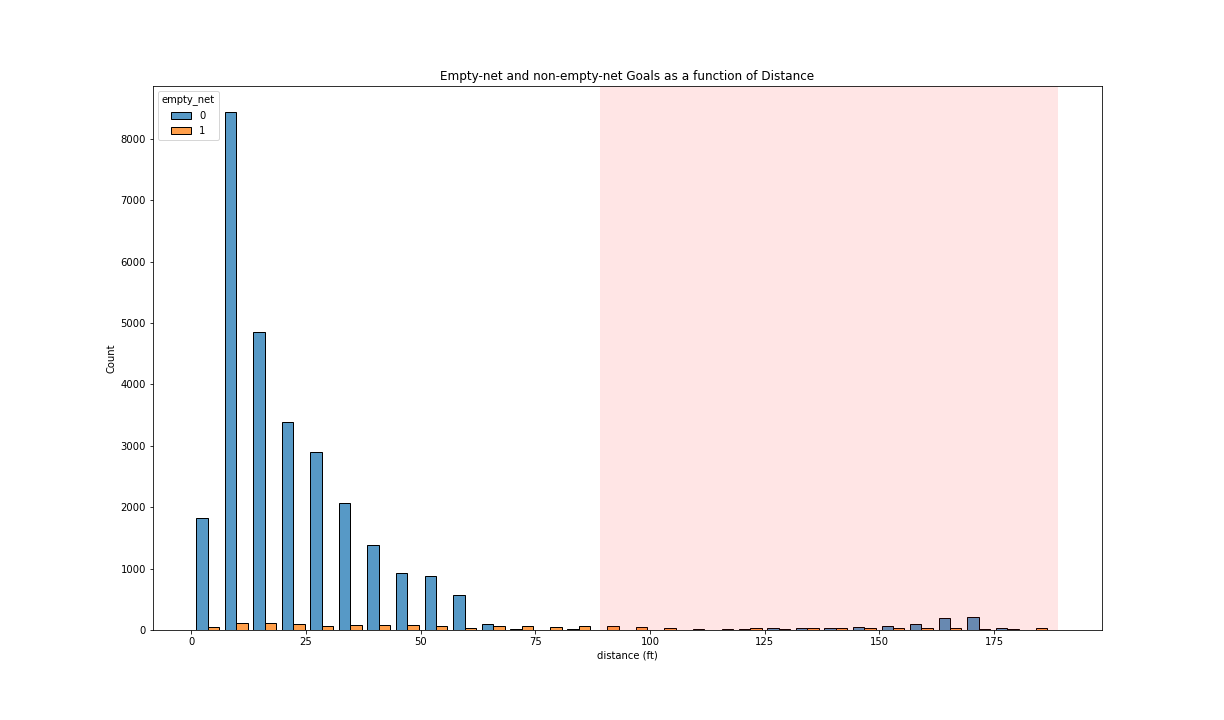 Empty-net and non-empty-net Goals as a function of Distance
empty_net
0
1
8000
7000
6000
5000
4000
3000
2000
1000
0
Count
0 25 50 75 100 125 150 175
distance (ft)